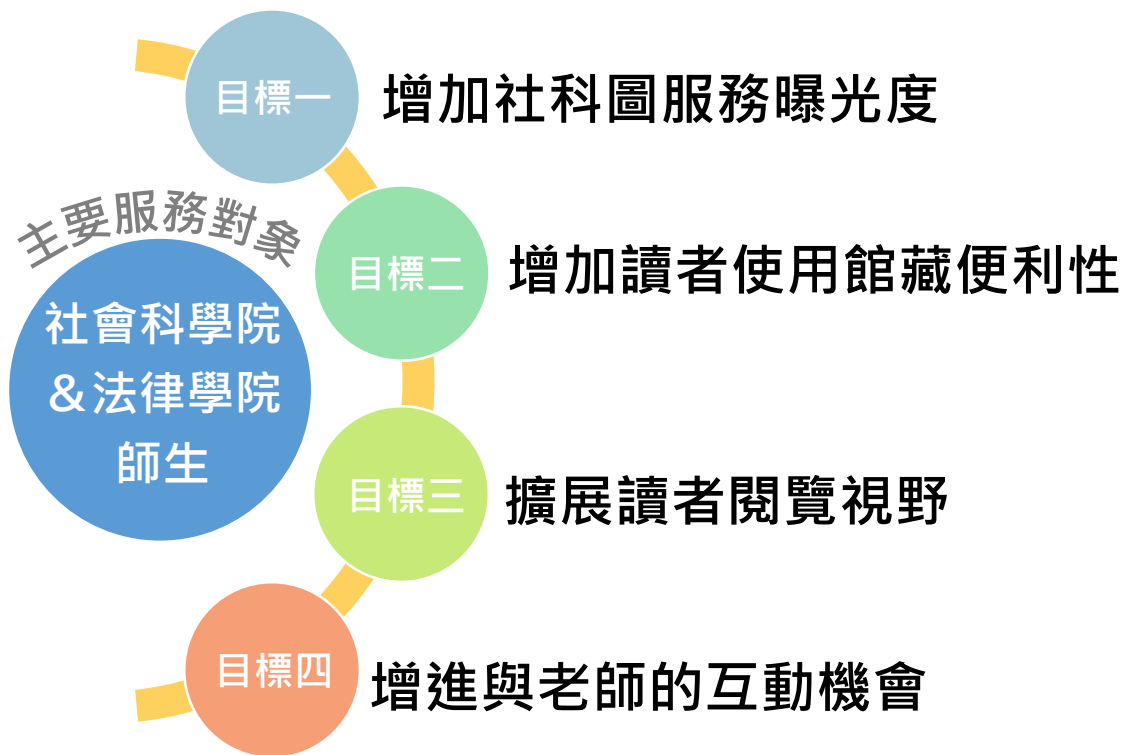 目標一
增加社科圖服務曝光度
主要服務對象
社會科學院
＆法律學院
師生
目標二
增加讀者使用館藏便利性
目標三
擴展讀者閱覽視野
目標四
增進與老師的互動機會